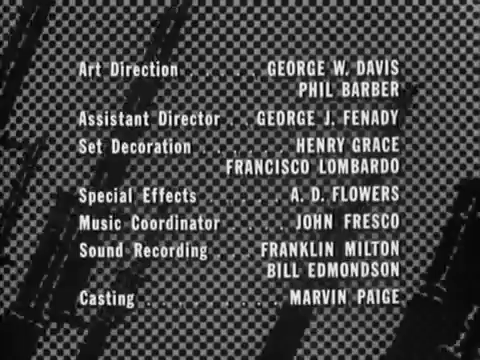 Art Direction . . . . . GEORGE W. DAVIS
PHIL BARBER
Assistant Director . . GEORGE J. FENADY
Set Decoration . . . . . . HENRY GRACE
FRANCISCO LOMBARDO
Special Effects . . . . . A. D. FLOWERS
Music Coordinator . . . . JOHN FRESCO
Sound Recording . . . FRANKLIN MILTON
BILL EDMONDSON
Casting . . . . . . . . . MARVIN PAIGE